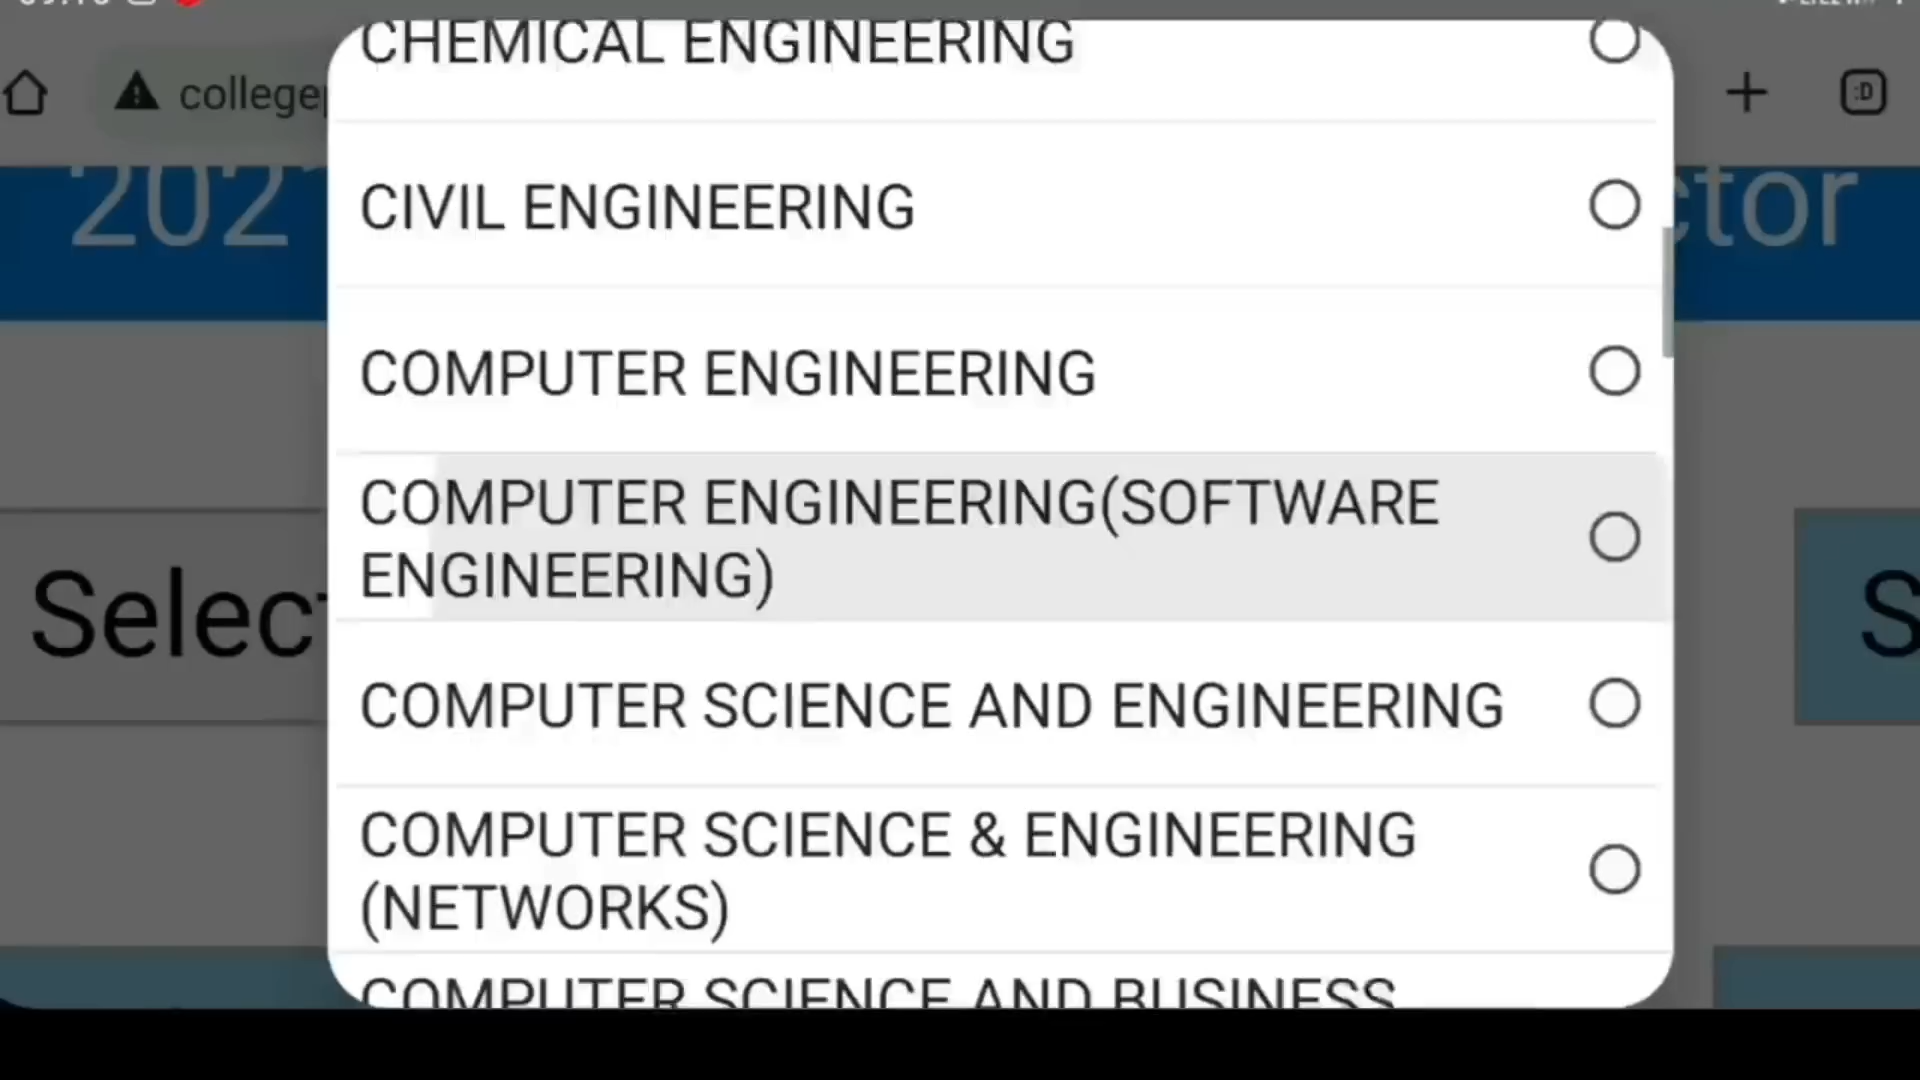 CHEMICAL ENGINEERING
college
202
ctor
CIVIL ENGINEERING
COMPUTER ENGINEERING
COMPUTER ENGINEERING(SOFTWARE
ENGINEERING)
Selec
S
COMPUTER SCIENCE AND ENGINEERING
COMPUTER SCIENCE & ENGINEERING
(NETWORKS)
COMPUTER SCIENCE AND BUSINESS